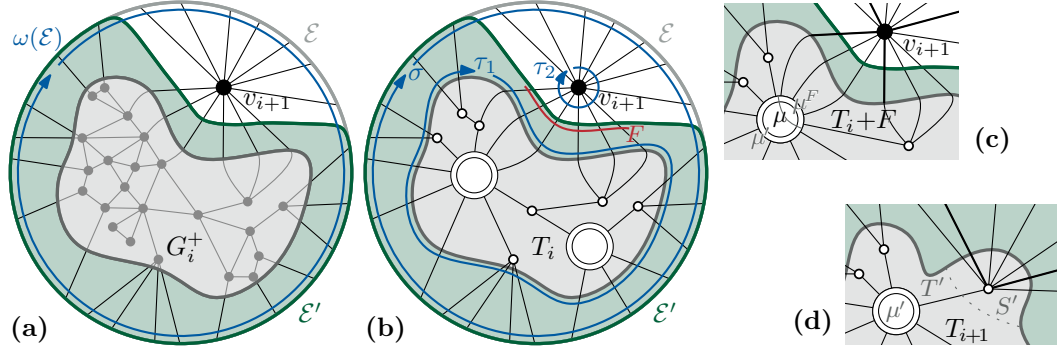 ω(ℰ)
ℰ
v_{i+1}
G_i^+
ℰ′
(a)
σ
τ_1
τ_2
ℰ
v_{i+1}
F
T_i
ℰ′
(b)
v_{i+1}
μ^F
μ
T_i+F
μ′
(c)
T′
S′
μ′
T_{i+1}
(d)